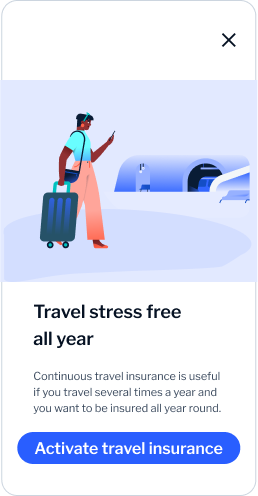 Travel stress free
all year
Continuous travel insurance is useful
if you travel several times a year and
you want to be insured all year round.
Activate travel insurance